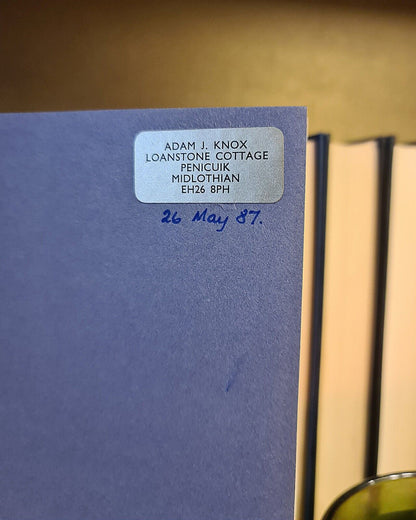 ADAM J. KNOX
LOANSTONE COTTAGE
PENICUIK
MIDLOTHIAN
EH26 8PH
26 May 87.